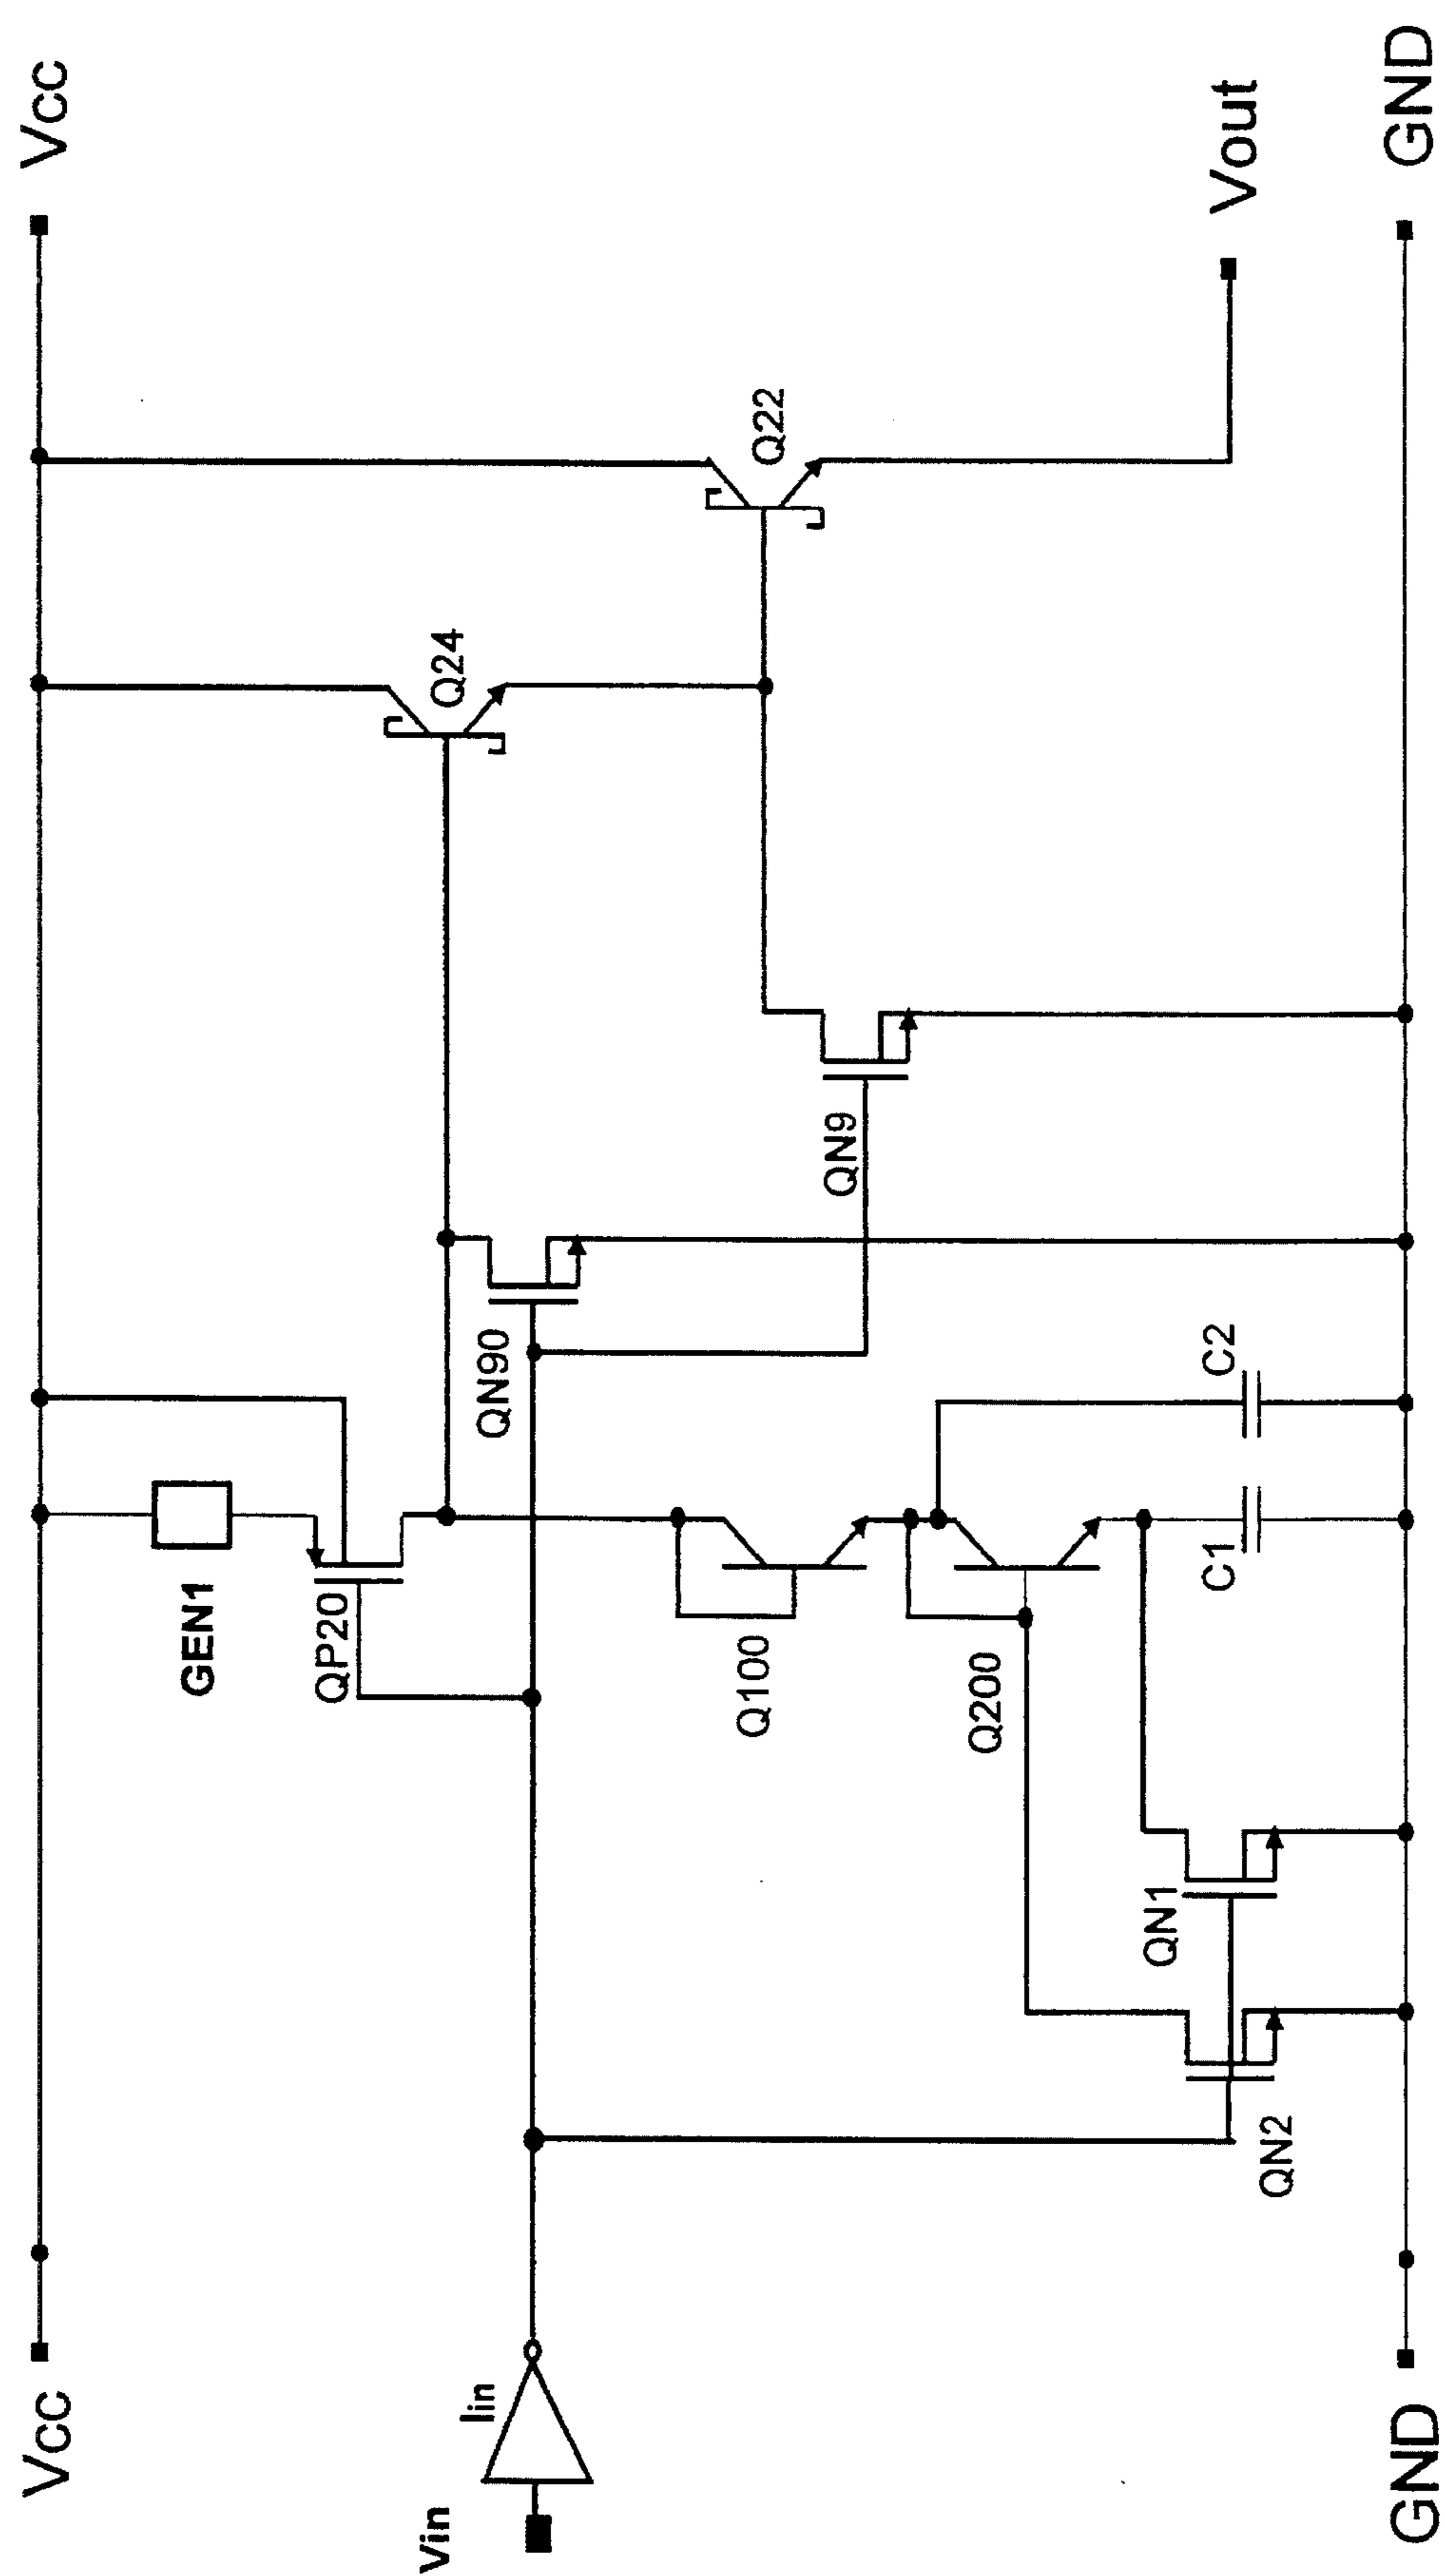 Vcc
Vcc
GEN1
QP20
Q24
Iin
Vin
QN90
Q22
Q100
QN9
Q200
QN1
C1
C2
Vout
QN2
GND
GND